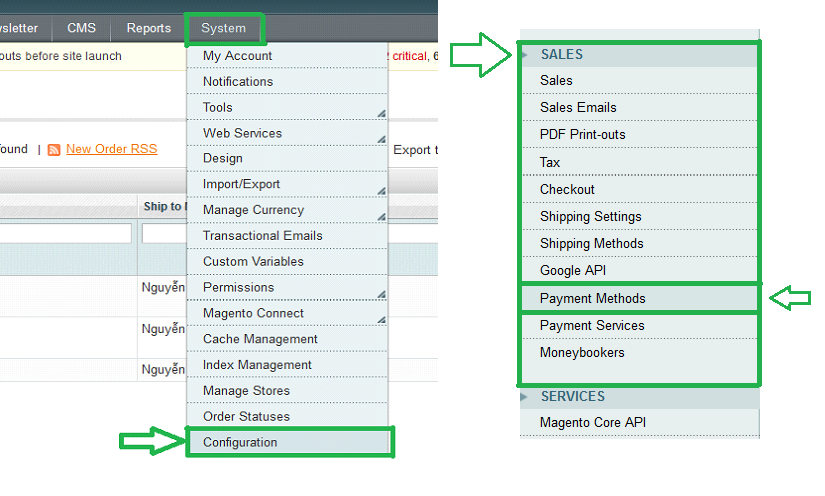 CMS
Reports
System
outs before site launch
critical, 6
My Account
Notifications
Tools
Web Services
Design
Import/Export
Manage Currency
Transactional Emails
Custom Variables
Permissions
Magento Connect
Cache Management
Index Management
Manage Stores
Order Statuses
Configuration
| New Order RSS
Export
Ship to
Nguyễn
Nguyễn
Nguyễn
SALES
Sales
Sales Emails
PDF Print-outs
Tax
Checkout
Shipping Settings
Shipping Methods
Google API
Payment Methods
Payment Services
Moneybookers
SERVICES
Magento Core API